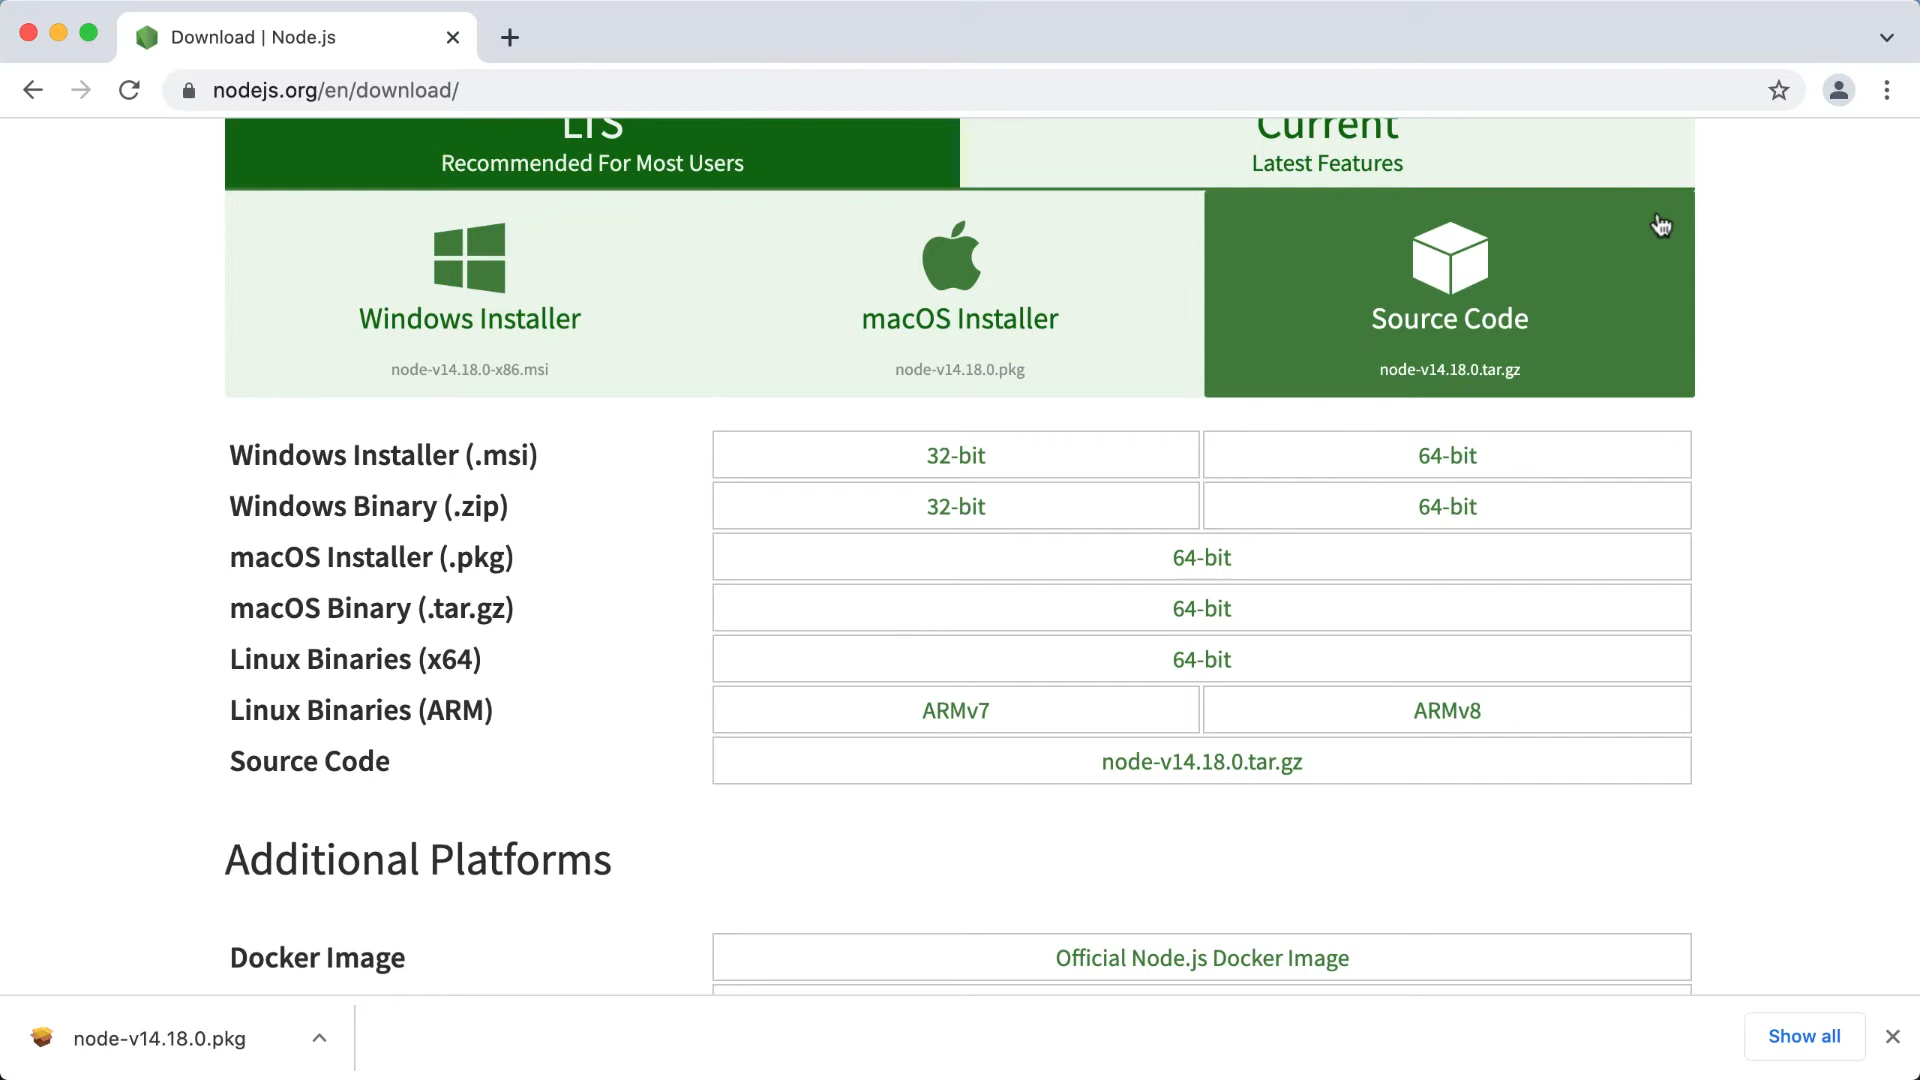 Download | Node.js
nodejs.org/en/download/
LTS
Recommended For Most Users
Current
Latest Features
Windows Installer
node-v14.18.0-x86.msi
macOS Installer
node-v14.18.0.pkg
Source Code
node-v14.18.0.tar.gz
Windows Installer (.msi) 32-bit 64-bit
Windows Binary (.zip) 32-bit 64-bit
macOS Installer (.pkg) 64-bit
macOS Binary (.tar.gz) 64-bit
Linux Binaries (x64) 64-bit
Linux Binaries (ARM) ARMv7 ARMv8
Source Code node-v14.18.0.tar.gz
Additional Platforms
Docker Image Official Node.js Docker Image
node-v14.18.0.pkg
Show all